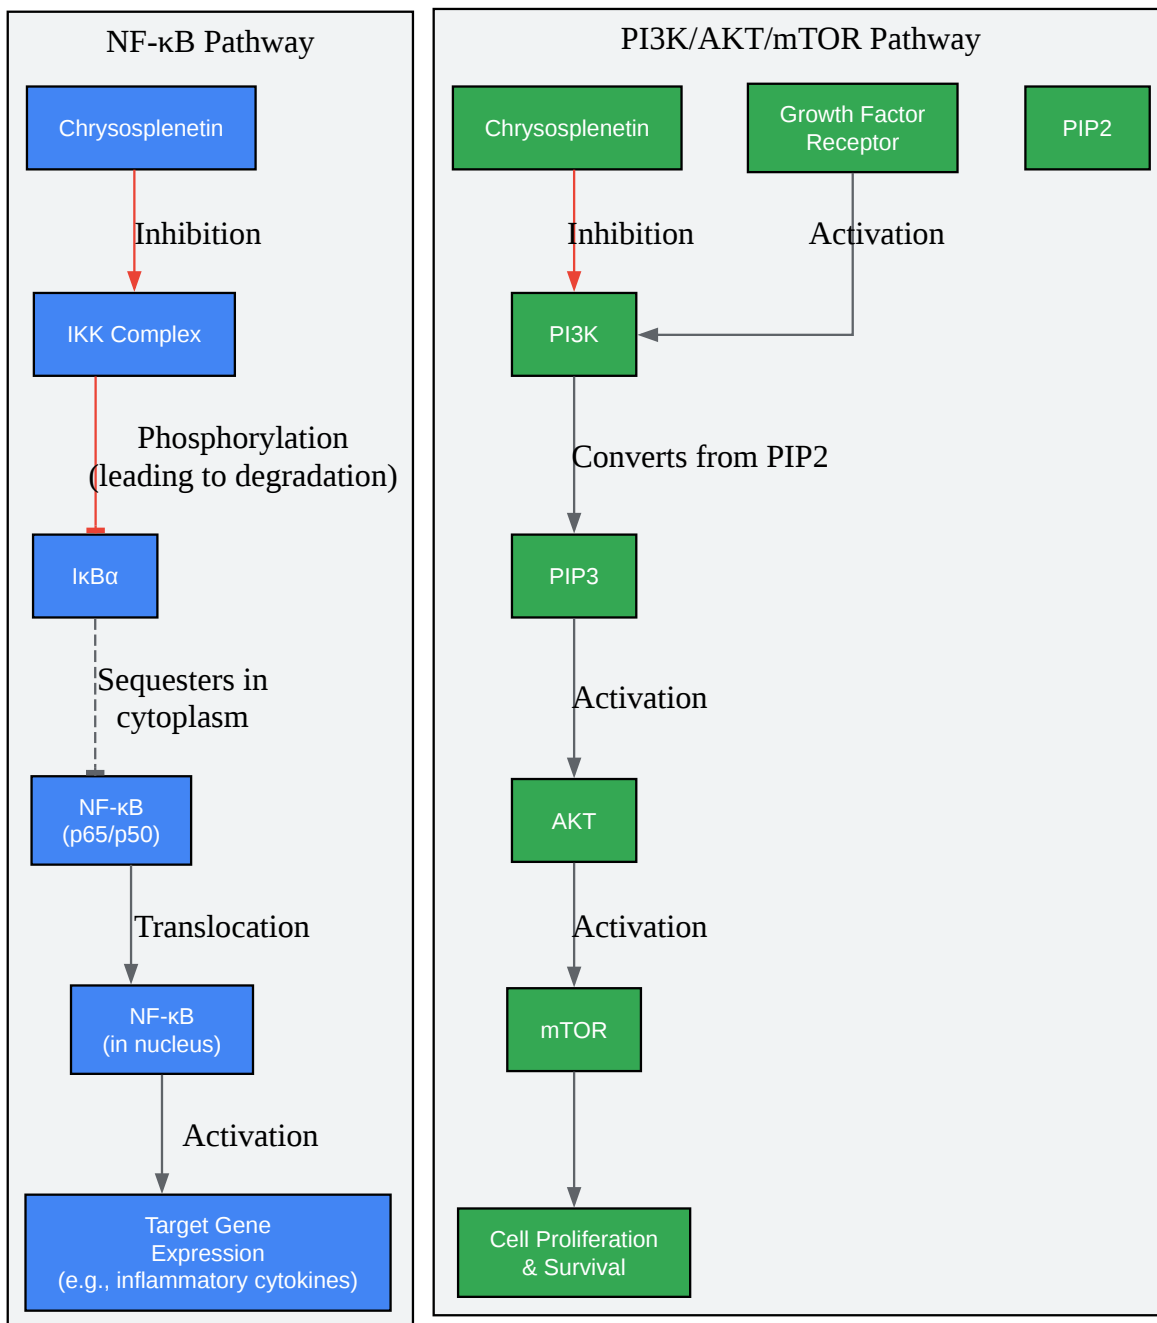 NF-κB Pathway
Chrysosplenetin
Inhibition
IKK Complex
Phosphorylation
(leading to degradation)
IκBα
Sequesters in
cytoplasm
NF-κB
(p65/p50)
Translocation
NF-κB
(in nucleus)
Activation
Target Gene
Expression
(e.g., inflammatory cytokines)
PI3K/AKT/mTOR Pathway
Chrysosplenetin
Growth Factor
Receptor
PIP2
Inhibition
Activation
PI3K
Converts from PIP2
PIP3
Activation
AKT
Activation
mTOR
Cell Proliferation
& Survival